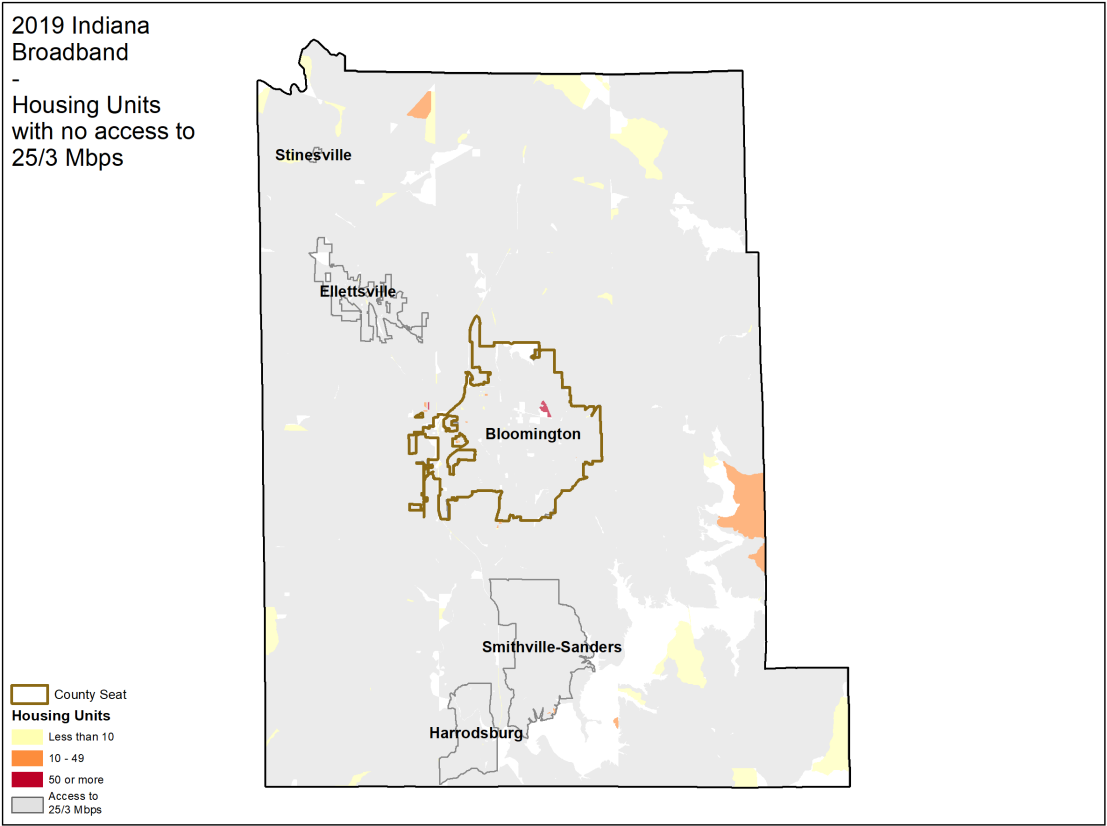 2019 Indiana
Broadband
-
Housing Units
with no access to
25/3 Mbps
Stinesville
Ellettsville
Bloomington
Smithville-Sanders
Harrodsburg
County Seat
Housing Units
Less than 10
10 - 49
50 or more
Access to
25/3 Mbps